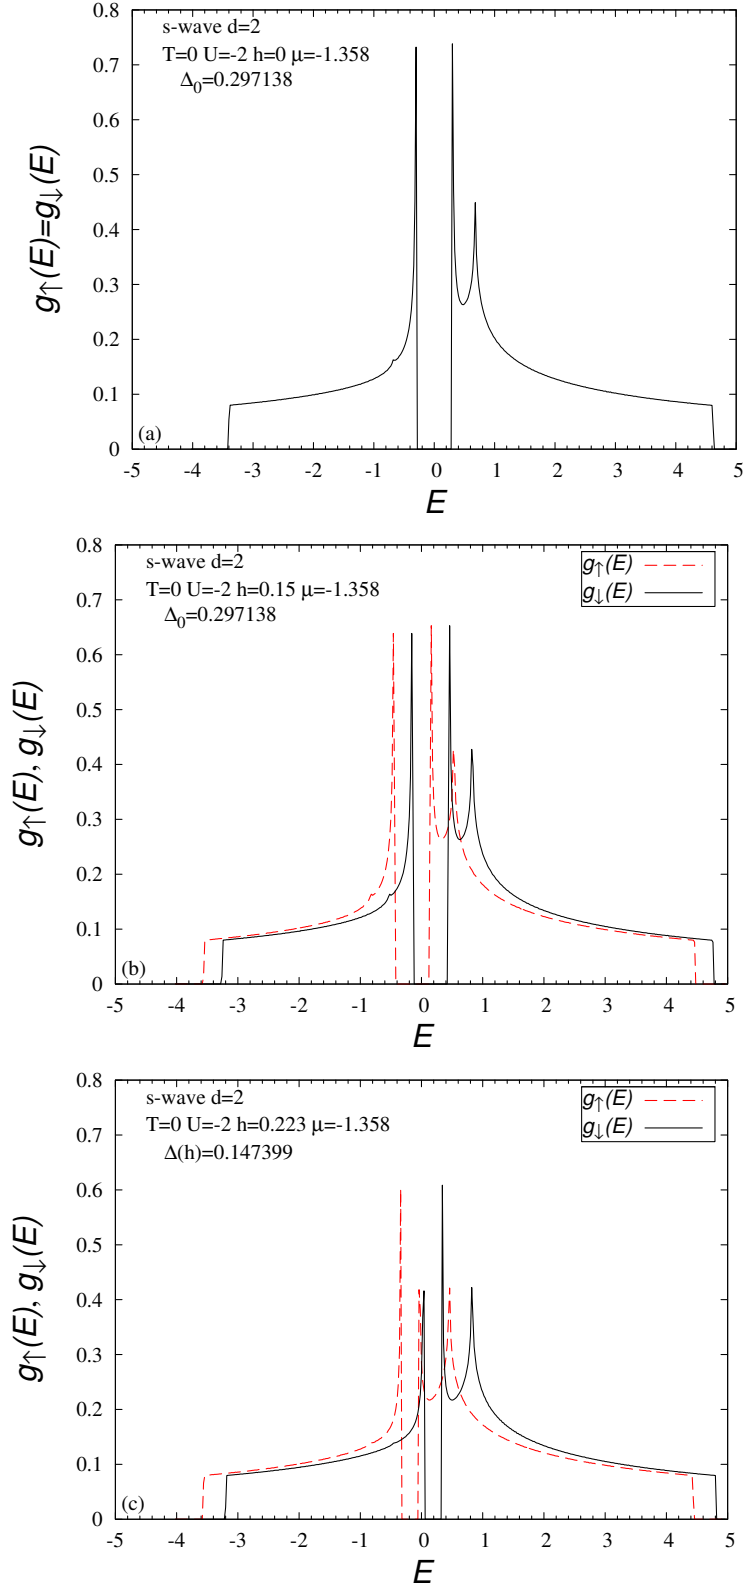 s-wave d=2
T=0 U=-2 h=0 μ=-1.358
Δ₀=0.297138
0.8
0.7
0.6
0.5
0.4
0.3
0.2
0.1
0
g↑(E)=g↓(E)
(a)
-5 -4 -3 -2 -1 0 1 2 3 4 5
E
s-wave d=2
T=0 U=-2 h=0.15 μ=-1.358
Δ₀=0.297138
g↑(E)
g↓(E)
0.8
0.7
0.6
0.5
0.4
0.3
0.2
0.1
0
g↑(E), g↓(E)
(b)
-5 -4 -3 -2 -1 0 1 2 3 4 5
E
s-wave d=2
T=0 U=-2 h=0.223 μ=-1.358
Δ(h)=0.147399
g↑(E)
g↓(E)
0.8
0.7
0.6
0.5
0.4
0.3
0.2
0.1
0
g↑(E), g↓(E)
(c)
-5 -4 -3 -2 -1 0 1 2 3 4 5
E